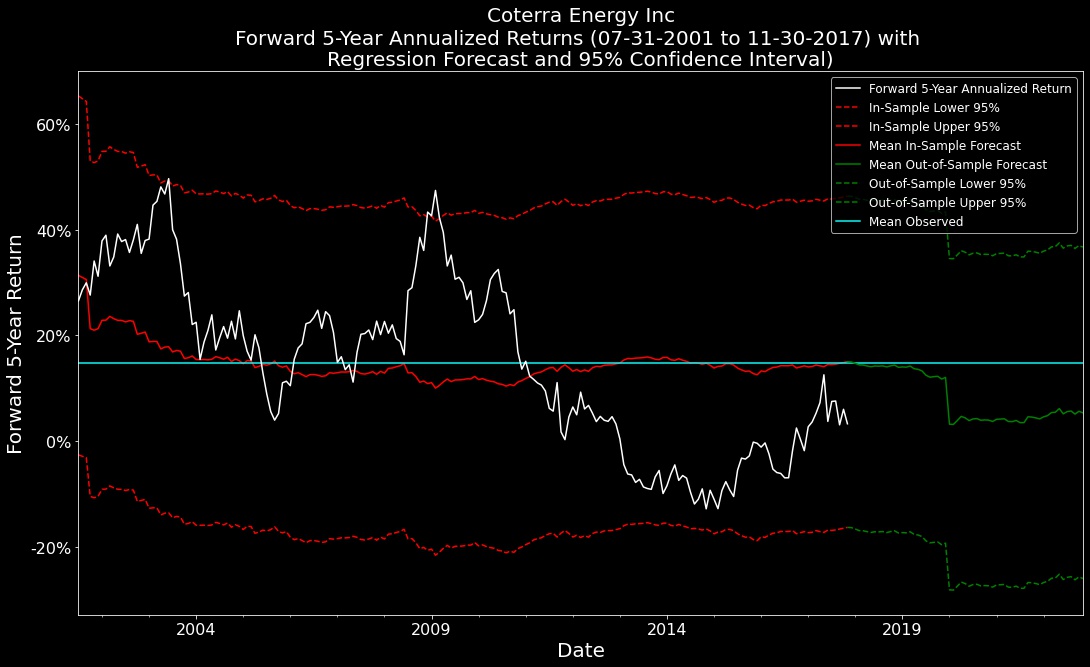 Coterra Energy Inc
Forward 5-Year Annualized Returns (07-31-2001 to 11-30-2017) with
Regression Forecast and 95% Confidence Interval)
Forward 5-Year Annualized Return
In-Sample Lower 95%
In-Sample Upper 95%
Mean In-Sample Forecast
Mean Out-of-Sample Forecast
Out-of-Sample Lower 95%
Out-of-Sample Upper 95%
Mean Observed
Forward 5-Year Return
60%
40%
20%
0%
-20%
2004
2009
2014
2019
Date